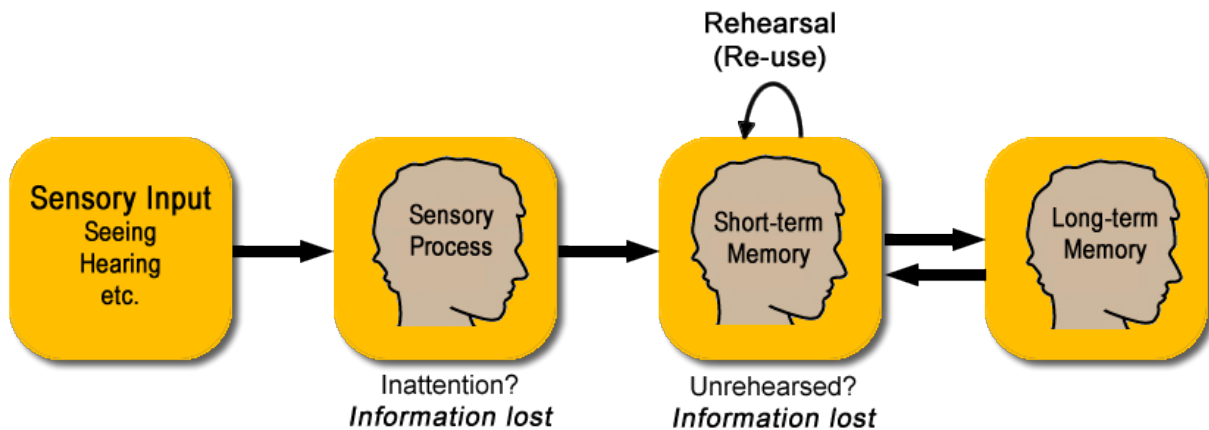 Rehearsal
(Re-use)
Sensory Input
Seeing
Hearing
etc.
Sensory
Process
Short-term
Memory
Long-term
Memory
Inattention?
Information lost
Unrehearsed?
Information lost